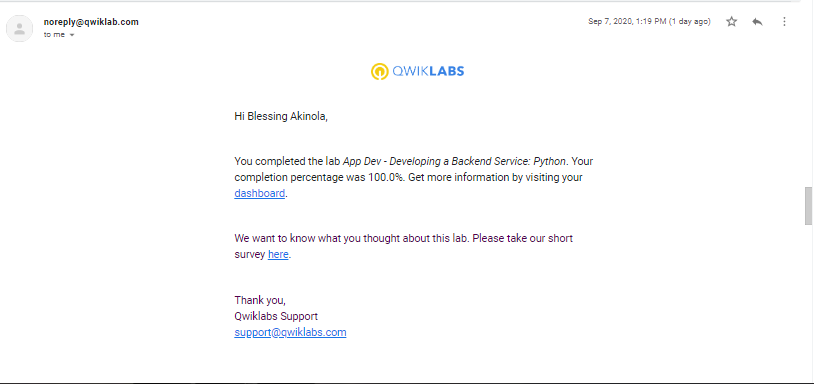 noreply@qwiklab.com
Sep 7, 2020, 1:19 PM (1 day ago)
to me
QWIKLABS
Hi Blessing Akinola,
You completed the lab App Dev - Developing a Backend Service: Python. Your
completion percentage was 100.0%. Get more information by visiting your
dashboard.
We want to know what you thought about this lab. Please take our short
survey here.
Thank you,
Qwiklabs Support
support@qwiklabs.com